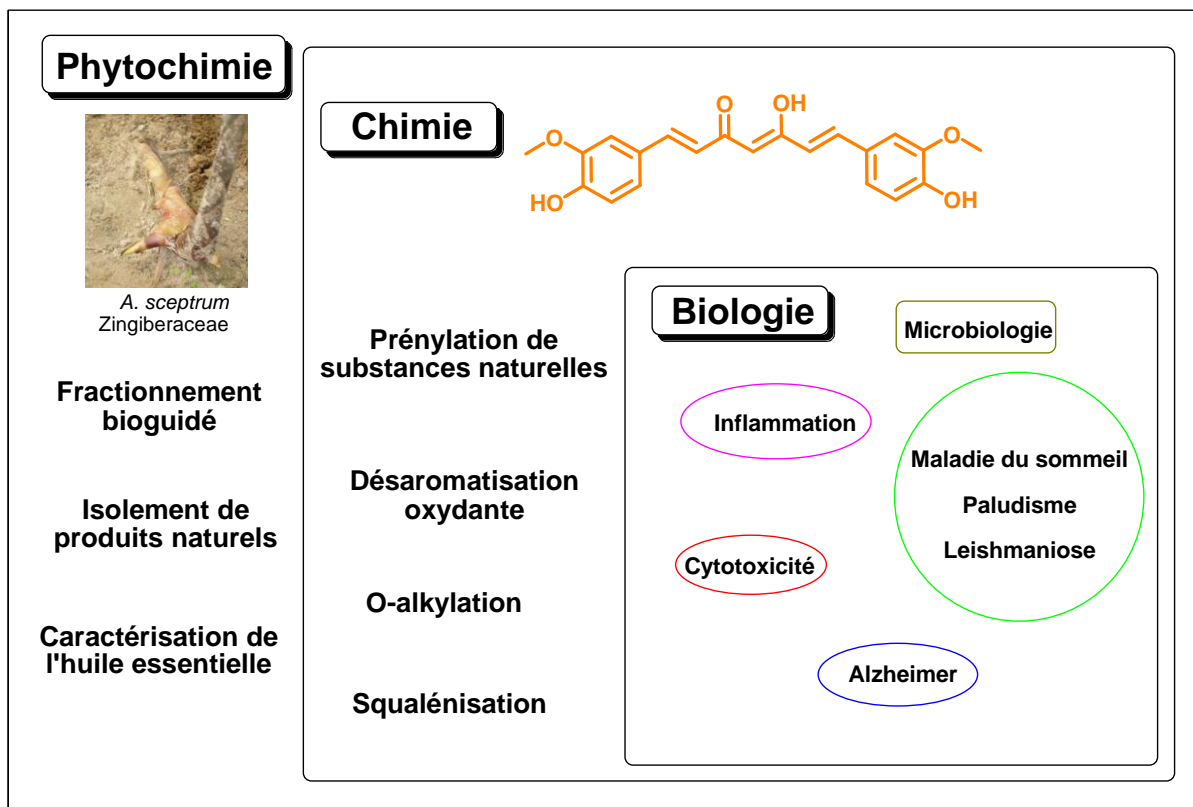 Phytochimie
A. sceptrum
Zingiberaceae
Fractionnement
bioguidé
Isolement de
produits naturels
Caractérisation de
l'huile essentielle
Chimie
O
OH
O
HO
O
OH
Prénylation de
substances naturelles
Désaromatisation
oxydante
O-alkylation
Squalénisation
Biologie
Microbiologie
Inflammation
Maladie du sommeil
Paludisme
Leishmaniose
Cytotoxicité
Alzheimer